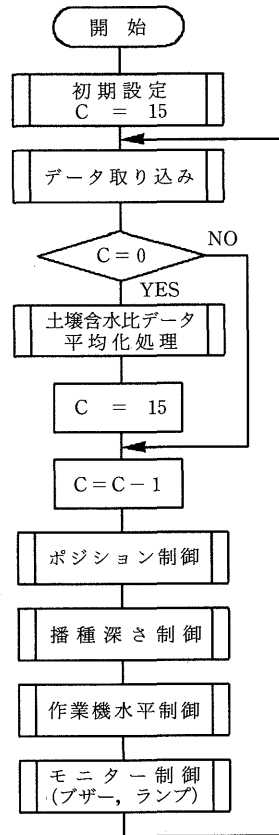 開始
初期設定
C = 15
データ取り込み
C=0
NO
YES
土壌含水比データ
平均化処理
C = 15
C=C-1
ポジション制御
播種深さ制御
作業機水平制御
モニター制御
(ブザー，ランプ)